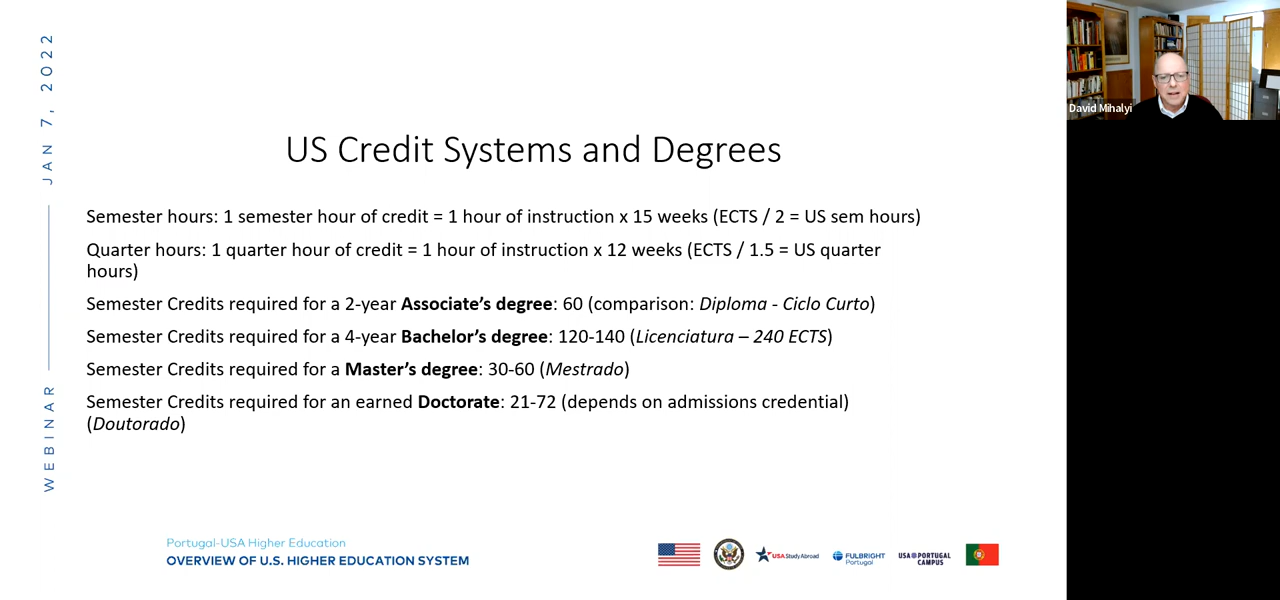 JAN 7, 2022
WEBINAR
US Credit Systems and Degrees
Semester hours: 1 semester hour of credit = 1 hour of instruction x 15 weeks (ECTS / 2 = US sem hours)
Quarter hours: 1 quarter hour of credit = 1 hour of instruction x 12 weeks (ECTS / 1.5 = US quarter
hours)
Semester Credits required for a 2-year Associate’s degree: 60 (comparison: Diploma - Ciclo Curto)
Semester Credits required for a 4-year Bachelor’s degree: 120-140 (Licenciatura – 240 ECTS)
Semester Credits required for a Master’s degree: 30-60 (Mestrado)
Semester Credits required for an earned Doctorate: 21-72 (depends on admissions credential)
(Doutorado)
Portugal-USA Higher Education
OVERVIEW OF U.S. HIGHER EDUCATION SYSTEM
USA Study Abroad
FULBRIGHT
Portugal
USA@PORTUGAL
CAMPUS
David Mihalyi